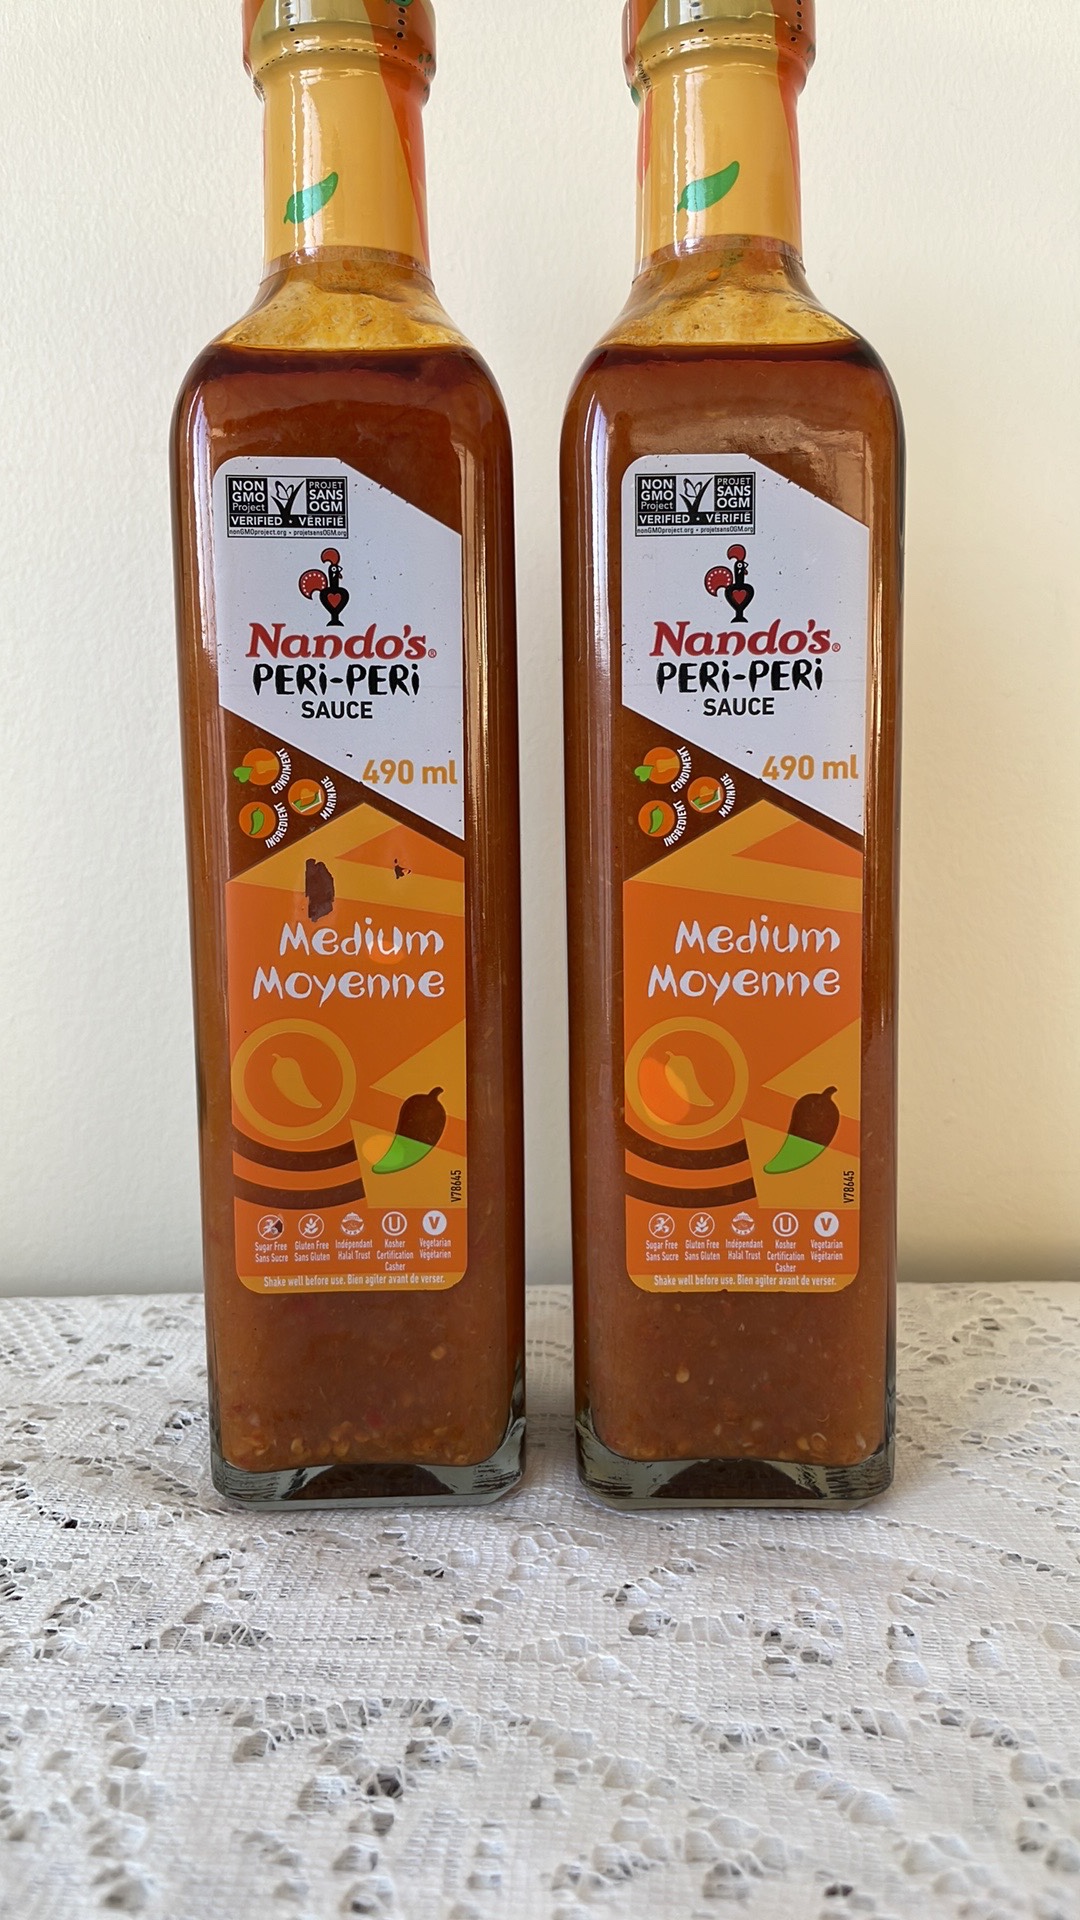 NON
GMO
Project
VERIFIED
PROJET
SANS
OGM
VÉRIFIÉ
nonGMOproject.org • projetsansOGM.org
Nando's®
PERi-PERi
SAUCE
490 ml
CONDIMENT
MARINADE
INGREDIENT
Medium
Moyenne
V78645
Sugar Free
Sans Sucre
Gluten Free
Sans Gluten
Indépendant
Halal Trust
U
Kosher
Certification
Casher
V
Vegetarian
Végétarien
Shake well before use. Bien agiter avant de verser.
NON
GMO
Project
VERIFIED
PROJET
SANS
OGM
VÉRIFIÉ
nonGMOproject.org • projetsansOGM.org
Nando's®
PERi-PERi
SAUCE
490 ml
CONDIMENT
MARINADE
INGREDIENT
Medium
Moyenne
V78645
Sugar Free
Sans Sucre
Gluten Free
Sans Gluten
Indépendant
Halal Trust
U
Kosher
Certification
Casher
V
Vegetarian
Végétarien
Shake well before use. Bien agiter avant de verser.